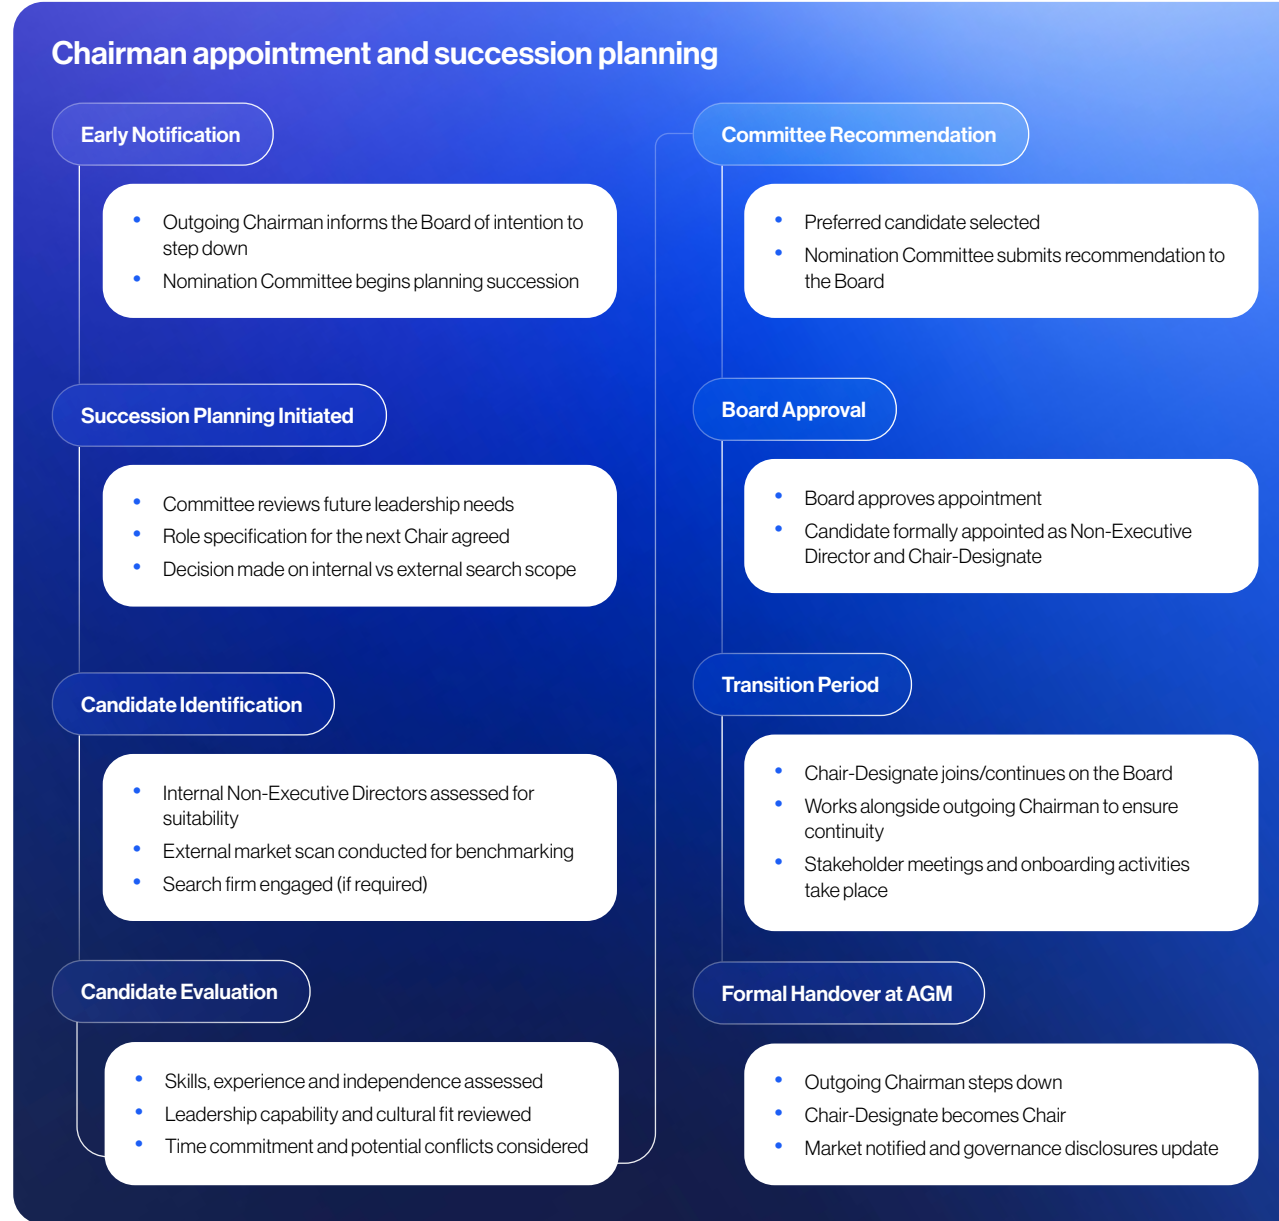 Chairman appointment and succession planning
Early Notification
• Outgoing Chairman informs the Board of intention to
step down
• Nomination Committee begins planning succession
Succession Planning Initiated
• Committee reviews future leadership needs
• Role specification for the next Chair agreed
• Decision made on internal vs external search scope
Candidate Identification
• Internal Non-Executive Directors assessed for
suitability
• External market scan conducted for benchmarking
• Search firm engaged (if required)
Candidate Evaluation
• Skills, experience and independence assessed
• Leadership capability and cultural fit reviewed
• Time commitment and potential conflicts considered
Committee Recommendation
• Preferred candidate selected
• Nomination Committee submits recommendation to
the Board
Board Approval
• Board approves appointment
• Candidate formally appointed as Non-Executive
Director and Chair-Designate
Transition Period
• Chair-Designate joins/continues on the Board
• Works alongside outgoing Chairman to ensure
continuity
• Stakeholder meetings and onboarding activities
take place
Formal Handover at AGM
• Outgoing Chairman steps down
• Chair-Designate becomes Chair
• Market notified and governance disclosures update